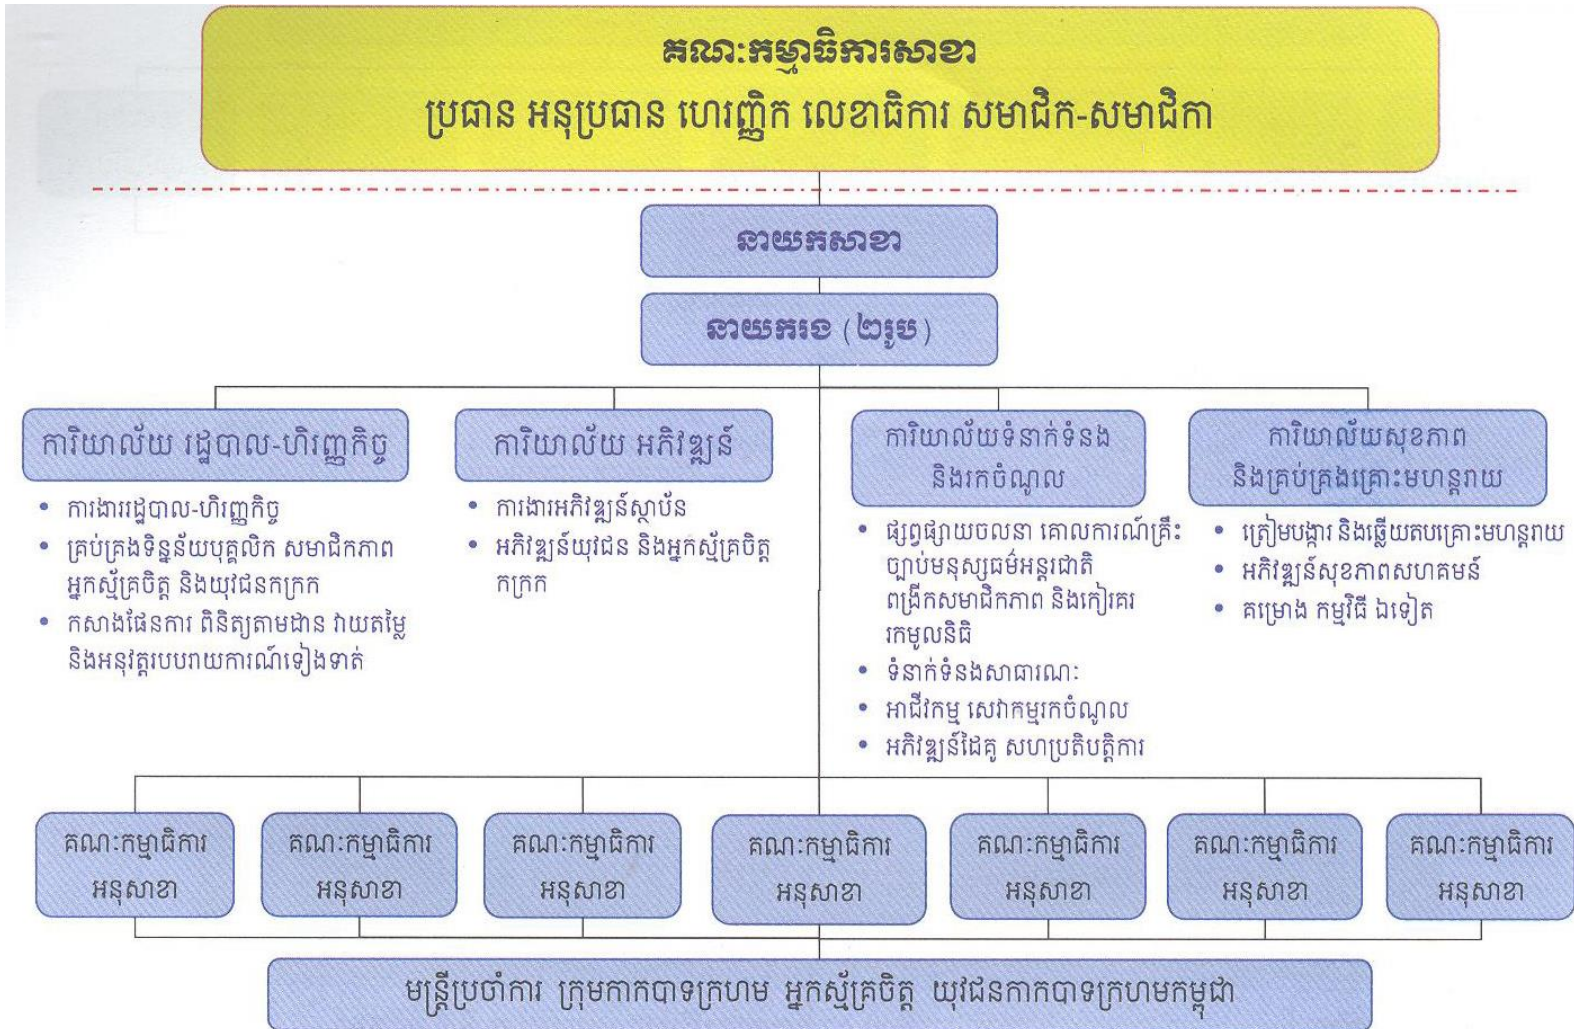 គណៈកម្មាធិការសាខា
ប្រធាន អនុប្រធាន ហេរញ្ញិក លេខាធិការ សមាជិក-សមាជិកា
នាយកសាខា
នាយករង (២រូប)
ការិយាល័យ រដ្ឋបាល-ហិរញ្ញកិច្ច
• ការងាររដ្ឋបាល-ហិរញ្ញកិច្ច
• គ្រប់គ្រងទិន្នន័យបុគ្គលិក សមាជិកភាព
អ្នកស្ម័គ្រចិត្ត និងយុវជនកក្រក
• កសាងផែនការ ពិនិត្យតាមដាន វាយតម្លៃ
និងអនុវត្តរបបរាយការណ៍ទៀងទាត់
ការិយាល័យ អភិវឌ្ឍន៍
• ការងារអភិវឌ្ឍន៍ស្ថាប័ន
• អភិវឌ្ឍន៍យុវជន និងអ្នកស្ម័គ្រចិត្ត
កក្រក
ការិយាល័យទំនាក់ទំនង
និងរកចំណូល
• ផ្សព្វផ្សាយចលនា គោលការណ៍គ្រឹះ
ច្បាប់មនុស្សធម៌អន្តរជាតិ
ពង្រីកសមាជិកភាព និងកៀរគរ
រកមូលនិធិ
• ទំនាក់ទំនងសាធារណៈ
• អាជីវកម្ម សេវាកម្មរកចំណូល
• អភិវឌ្ឍន៍ដៃគូ សហប្រតិបត្តិការ
ការិយាល័យសុខភាព
និងគ្រប់គ្រងគ្រោះមហន្តរាយ
• ត្រៀមបង្ការ និងឆ្លើយតបគ្រោះមហន្តរាយ
• អភិវឌ្ឍន៍សុខភាពសហគមន៍
• គម្រោង កម្មវិធី ឯទៀត
គណៈកម្មាធិការ
អនុសាខា
គណៈកម្មាធិការ
អនុសាខា
គណៈកម្មាធិការ
អនុសាខា
គណៈកម្មាធិការ
អនុសាខា
គណៈកម្មាធិការ
អនុសាខា
គណៈកម្មាធិការ
អនុសាខា
គណៈកម្មាធិការ
អនុសាខា
មន្ត្រីប្រចាំការ ក្រុមកាកបាទក្រហម អ្នកស្ម័គ្រចិត្ត យុវជនកាកបាទក្រហមកម្ពុជា